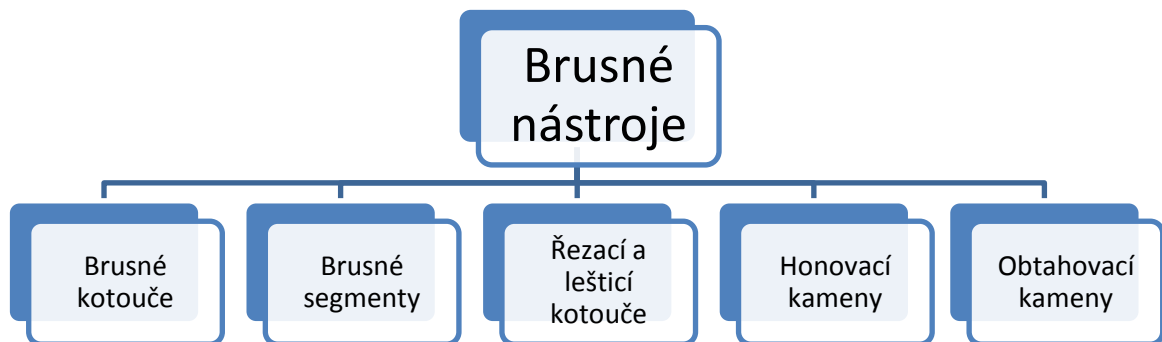 Brusné
nástroje
Brusné
kotouče
Brusné
segmenty
Řezací a
lešticí
kotouče
Honovací
kameny
Obtahovací
kameny